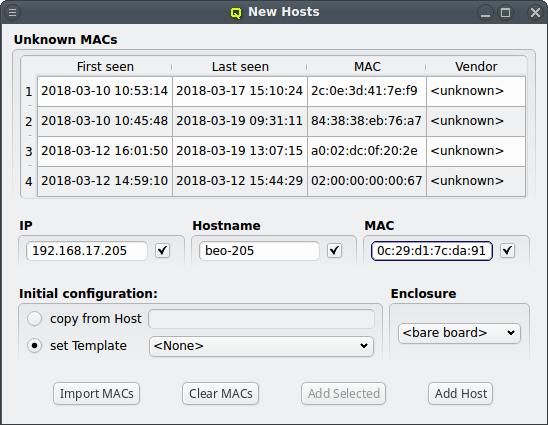 New Hosts
Unknown MACs
First seen Last seen MAC Vendor
1 2018-03-10 10:53:14 2018-03-17 15:10:24 2c:0e:3d:41:7e:f9 <unknown>
2 2018-03-10 10:45:48 2018-03-19 09:31:11 84:38:38:eb:76:a7 <unknown>
3 2018-03-12 16:01:50 2018-03-19 13:07:15 a0:02:dc:0f:20:2e <unknown>
4 2018-03-12 14:59:10 2018-03-12 15:44:29 02:00:00:00:00:67 <unknown>
IP Hostname MAC
192.168.17.205 beo-205 0c:29:d1:7c:da:91
Initial configuration: Enclosure
copy from Host
set Template <None> <bare board>
Import MACs Clear MACs Add Selected Add Host